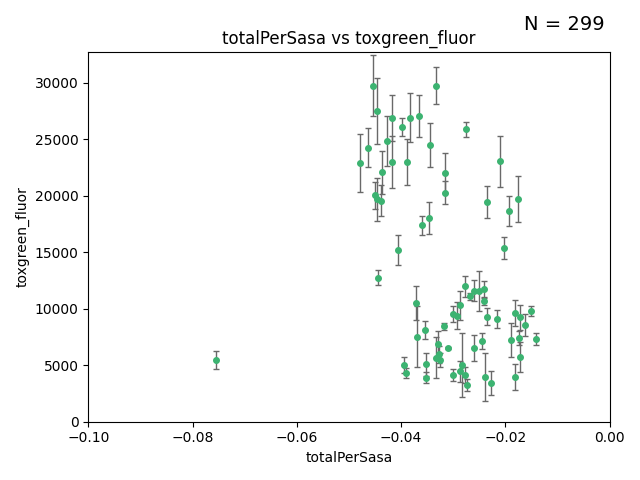 N = 299
totalPerSasa vs toxgreen_fluor
toxgreen_fluor
30000
25000
20000
15000
10000
5000
0
−0.10 −0.08 −0.06 −0.04 −0.02 0.00
totalPerSasa